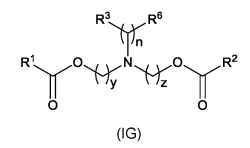 R³ R⁶
( )n
R¹ O ( )y N ( )z O R²
O O
(IG)